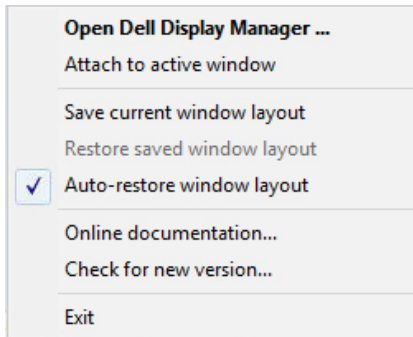 Open Dell Display Manager ...
Attach to active window
Save current window layout
Restore saved window layout
Auto-restore window layout
Online documentation...
Check for new version...
Exit